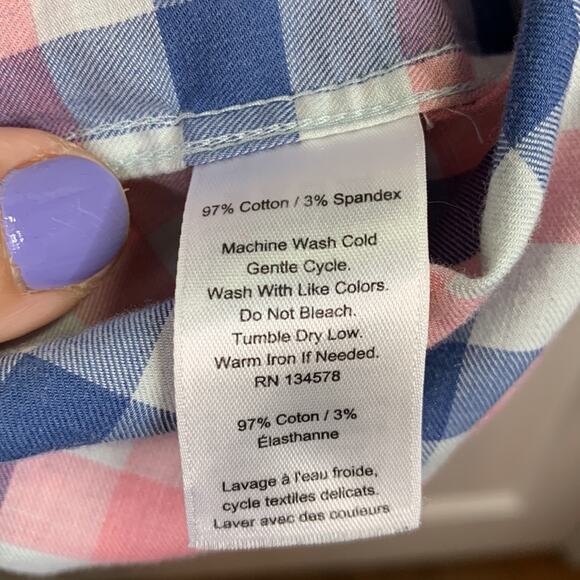 97% Cotton / 3% Spandex
Machine Wash Cold
Gentle Cycle.
Wash With Like Colors.
Do Not Bleach.
Tumble Dry Low.
Warm Iron If Needed.
RN 134578
97% Coton / 3%
Élasthanne
Lavage à l'eau froide,
cycle textiles delicats.
Laver avec des couleurs